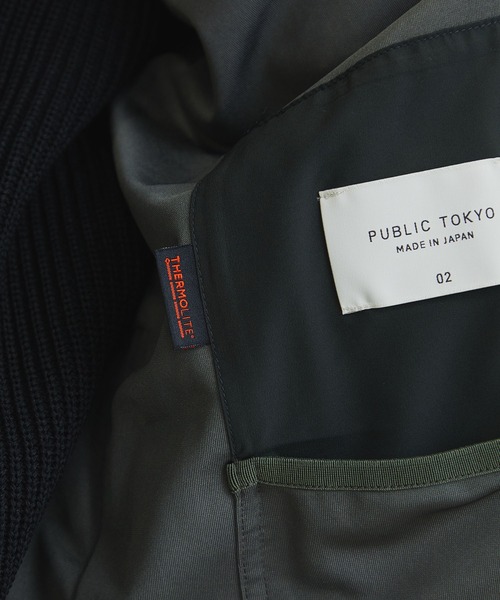 PUBLIC TOKYO
MADE IN JAPAN
02
THERMOLITE®